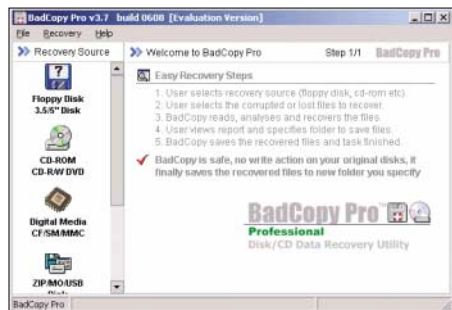 BadCopy Pro v3.7 build 0608 [Evaluation Version]
File Recovery Help
Recovery Source
Welcome to BadCopy Pro
Step 1/1
BadCopy Pro
Floppy Disk
3.5/5" Disk
CD-ROM
CD-R/W DVD
Digital Media
CF/SM/MMC
ZIP/MO/USB
Easy Recovery Steps
1. User selects recovery source (floppy disk, cd-rom etc).
2. User selects the corrupted or lost files to recover.
3. BadCopy reads, analyses and recovers the files.
4. User views report and specifies folder to save files.
5. BadCopy saves the recovered files and task finished.
BadCopy is safe, no write action on your original disks, it
finally saves the recovered files to new folder you specify
BadCopy Pro
Professional
Disk/CD Data Recovery Utility
BadCopy Pro